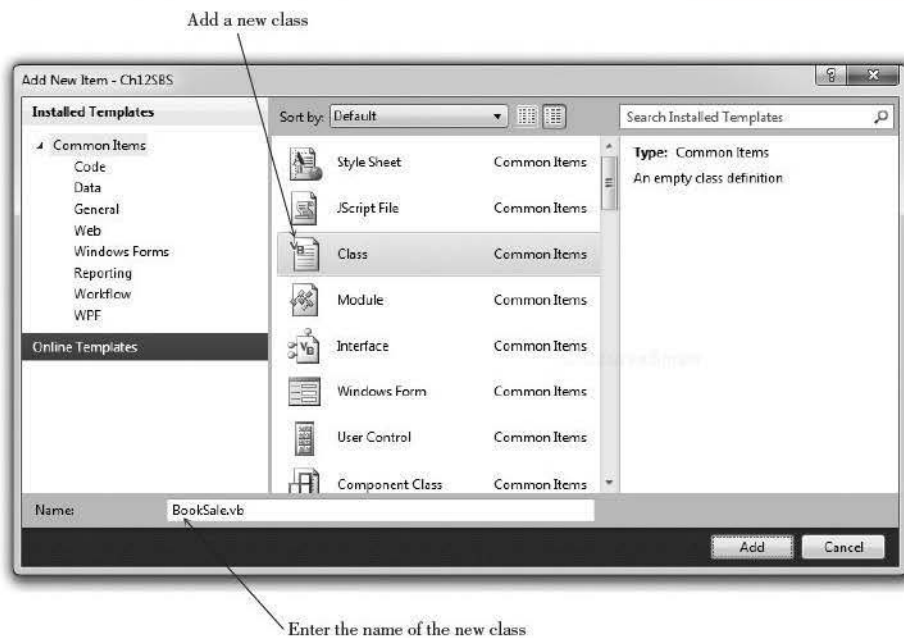 Add a new class
Add New Item - Ch12SBS
Installed Templates
Sort by: Default
Search Installed Templates
Common Items
Code
Data
General
Web
Windows Forms
Reporting
Workflow
WPF
Online Templates
Style Sheet Common Items
JScript File Common Items
Class Common Items
Module Common Items
Interface Common Items
Windows Form Common Items
User Control Common Items
Component Class Common Items
Type: Common Items
An empty class definition
Name: BookSale.vb
Add Cancel
Enter the name of the new class